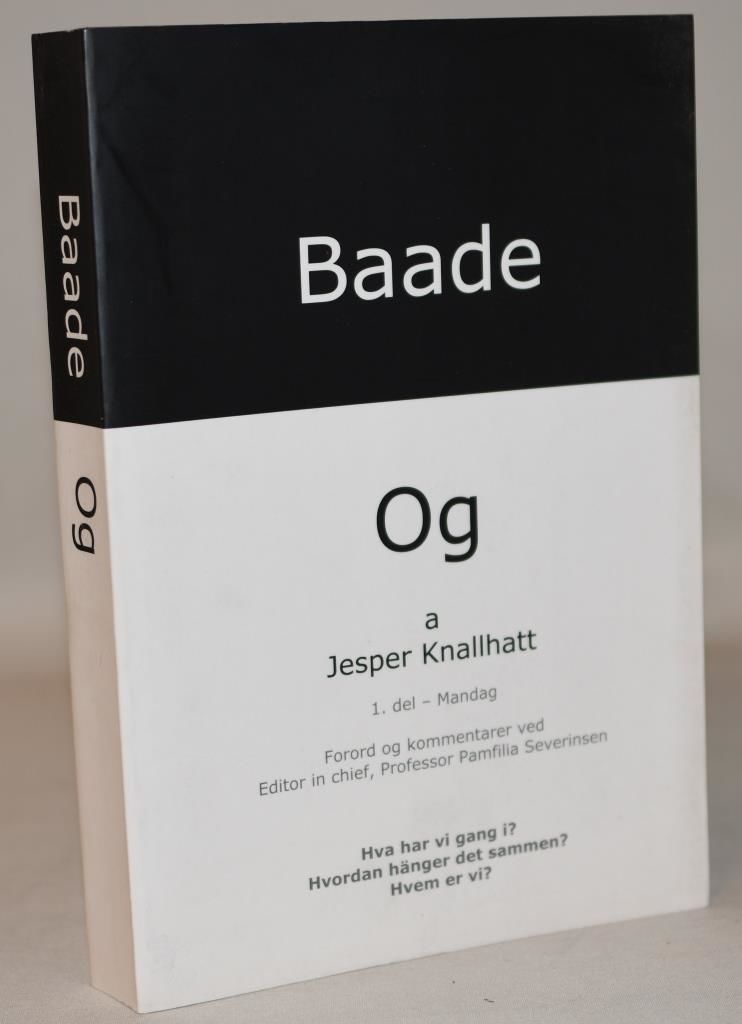 Baade
Og
Baade
Og
a
Jesper Knallhatt
1. del – Mandag
Forord og kommentarer ved
Editor in chief, Professor Pamfilia Severinsen
Hva har vi gang i?
Hvordan hänger det sammen?
Hvem er vi?